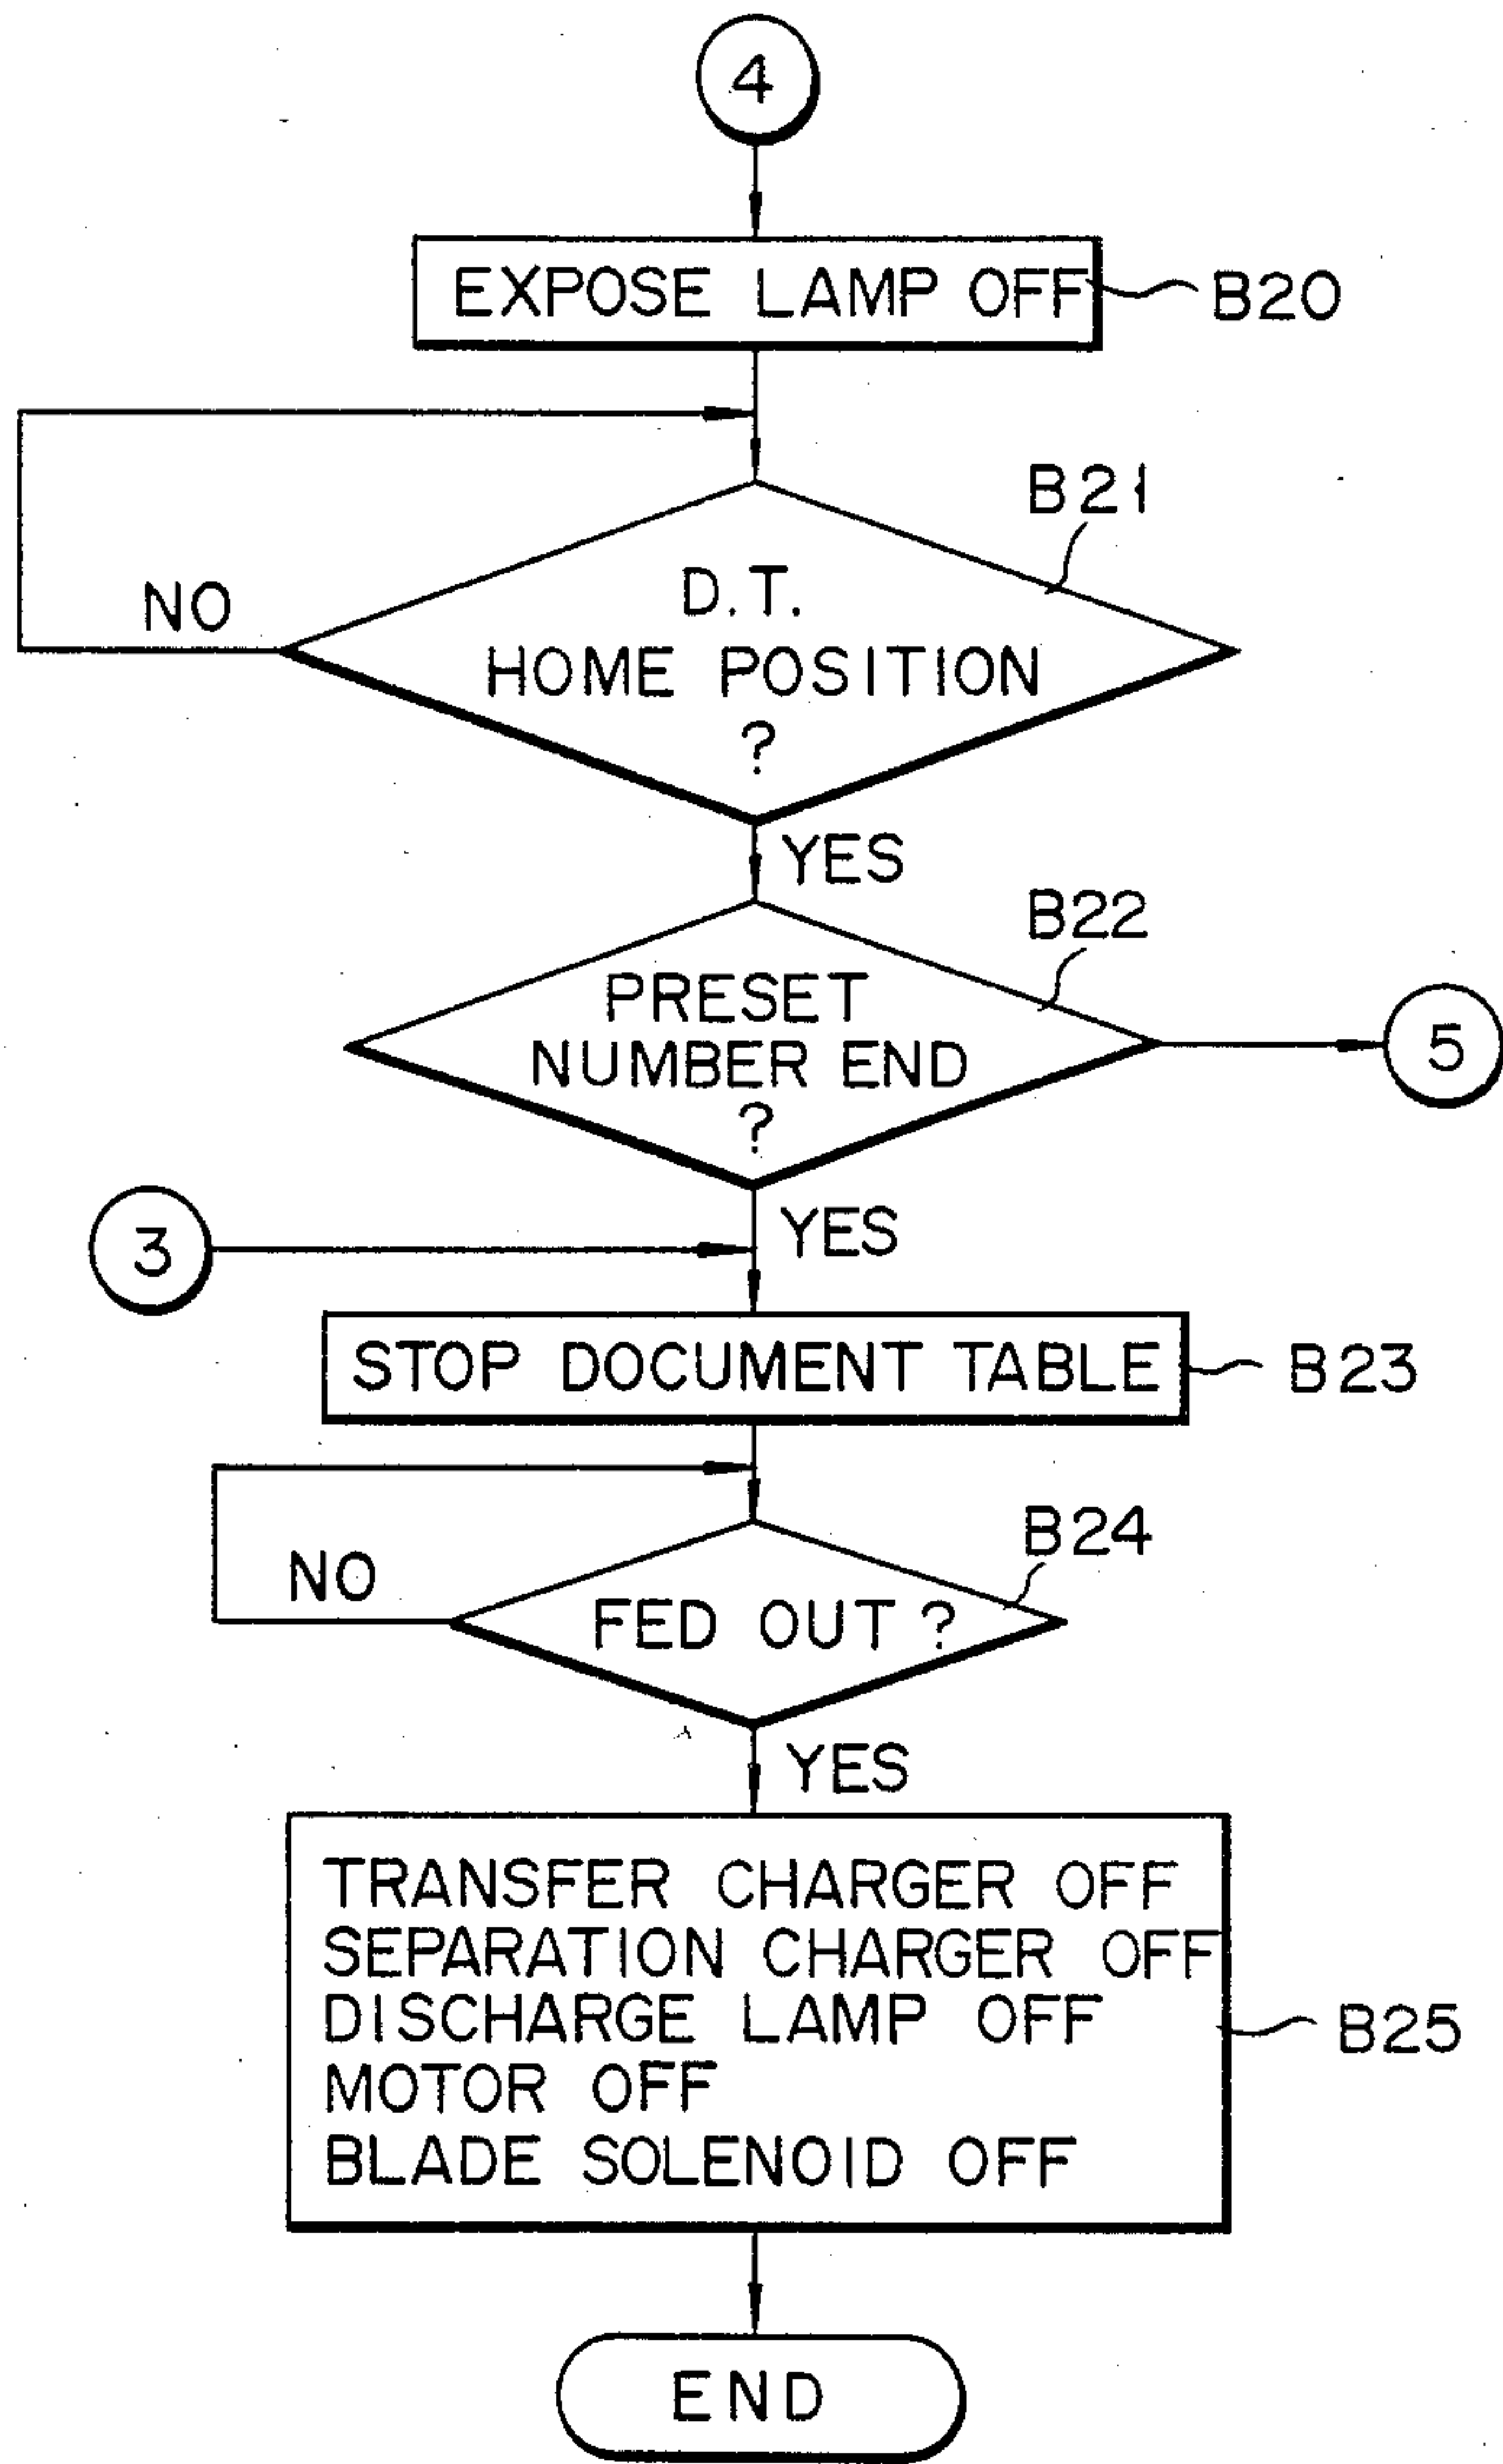 4
EXPOSE LAMP OFF
B20
B21
D.T.
NO
HOME POSITION
?
YES
B22
PRESET
NUMBER END
?
5
YES
3
STOP DOCUMENT TABLE
B23
B24
NO
FED OUT ?
YES
TRANSFER CHARGER OFF
SEPARATION CHARGER OFF
DISCHARGE LAMP OFF
B25
MOTOR OFF
BLADE SOLENOID OFF
END